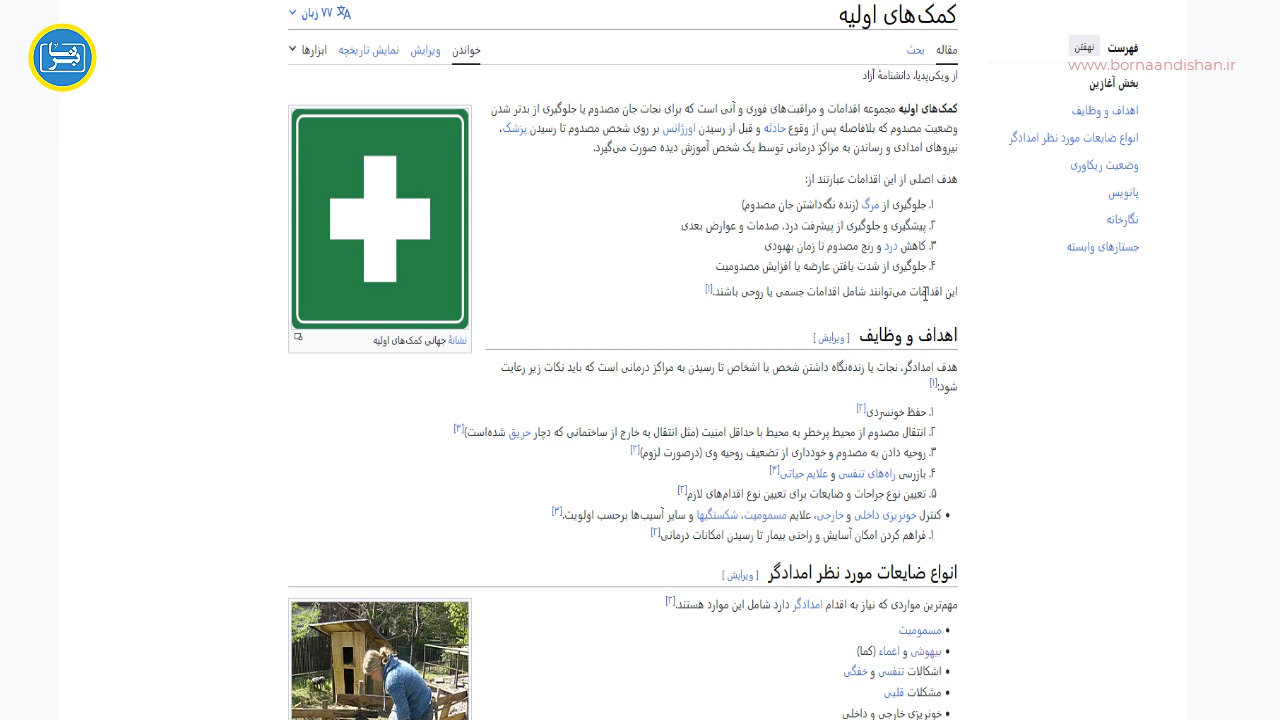 کمک‌های اولیه
۷۷ زبان
مقاله
بحث
خواندن
ویرایش
نمایش تاریخچه
ابزارها
از ویکی‌پدیا، دانشنامهٔ آزاد
فهرست
نهفتن
www.bornaandishan.ir
بخش آغازین
اهداف و وظایف
انواع ضایعات مورد نظر امدادگر
وضعیت ریکاوری
پانویس
نگارخانه
جستارهای وابسته
برنا
کمک‌های اولیه مجموعه اقدامات و مراقبت‌های فوری و آنی است که برای نجات جان مصدوم یا جلوگیری از بدتر شدن
وضعیت مصدوم که بلافاصله پس از وقوع حادثه و قبل از رسیدن اورژانس بر روی شخص مصدوم تا رسیدن پزشک،
نیروهای امدادی و رساندن به مراکز درمانی توسط یک شخص آموزش دیده صورت می‌گیرد.
هدف اصلی از این اقدامات عبارتند از:
۱. جلوگیری از مرگ (زنده نگه‌داشتن جان مصدوم)
۲. پیشگیری و جلوگیری از پیشرفت درد، صدمات و عوارض بعدی
۳. کاهش درد و رنج مصدوم تا زمان بهبودی
۴. جلوگیری از شدت یافتن عارضه یا افزایش مصدومیت
این اقدامات می‌توانند شامل اقدامات جسمی یا روحی باشند.[۱]
نشانهٔ جهانی کمک‌های اولیه
اهداف و وظایف [ ویرایش ]
هدف امدادگر، نجات یا زنده‌نگاه داشتن شخص یا اشخاص تا رسیدن به مراکز درمانی است که باید نکات زیر رعایت
شود:[۱]
۱. حفظ خونسردی[۲]
۲. انتقال مصدوم از محیط پرخطر به محیط با حداقل امنیت (مثل انتقال به خارج از ساختمانی که دچار حریق شده‌است)[۳]
۳. روحیه دادن به مصدوم و خودداری از تضعیف روحیه وی (درصورت لزوم)[۲]
۴. بازرسی راه‌های تنفسی و علایم حیاتی[۳]
۵. تعیین نوع جراحات و ضایعات برای تعیین نوع اقدام‌های لازم[۲]
• کنترل خونریزی داخلی و خارجی، علایم مسمومیت، شکستگیها و سایر آسیب‌ها برحسب اولویت.[۳]
۱. فراهم کردن امکان آسایش و راحتی بیمار تا رسیدن امکانات درمانی[۲]
انواع ضایعات مورد نظر امدادگر [ ویرایش ]
مهم‌ترین مواردی که نیاز به اقدام امدادگر دارد شامل این موارد هستند.[۲]
• مسمومیت
• بیهوشی و اغماء (کما)
• اشکالات تنفسی و خفگی
• مشکلات قلبی
• خونریزی خارجی و داخلی